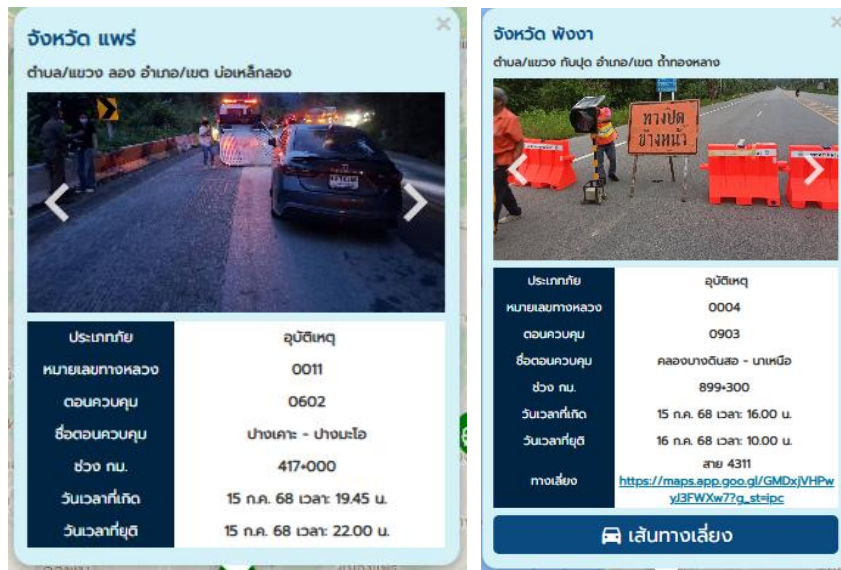 จังหวัด แพร่
ตำบล/แขวง ลอง อำเภอ/เขต บ่อเหล็กลอง
ประเภทภัย อุบัติเหตุ
หมายเลขทางหลวง 0011
ตอนควบคุม 0602
ชื่อตอนควบคุม ปางเคาะ - ปางมะโอ
ช่วง กม. 417+000
วันเวลาที่เกิด 15 ก.ค. 68 เวลา: 19.45 น.
วันเวลาที่ยุติ 15 ก.ค. 68 เวลา: 22.00 น.
จังหวัด พังงา
ตำบล/แขวง ทับปุด อำเภอ/เขต ถ้ำทองหลาง
ทางปิด
ข้างหน้า
ประเภทภัย อุบัติเหตุ
หมายเลขทางหลวง 0004
ตอนควบคุม 0903
ชื่อตอนควบคุม คลองบางดินสอ - นาเหนือ
ช่วง กม. 899+300
วันเวลาที่เกิด 15 ก.ค. 68 เวลา: 16.00 น.
วันเวลาที่ยุติ 16 ก.ค. 68 เวลา: 10.00 น.
ทางเลี่ยง สาย 4311
https://maps.app.goo.gl/GMDxjVHPw
yJ3FWXw7?g_st=ipc
เส้นทางเลี่ยง